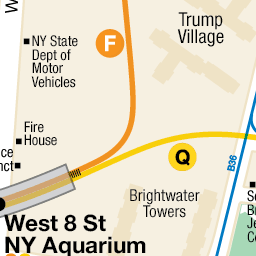 W
Trump
Village
F
NY State
Dept of
Motor
Vehicles
Fire
House
Q
B36
Brightwater
Towers
West 8 St
NY Aquarium